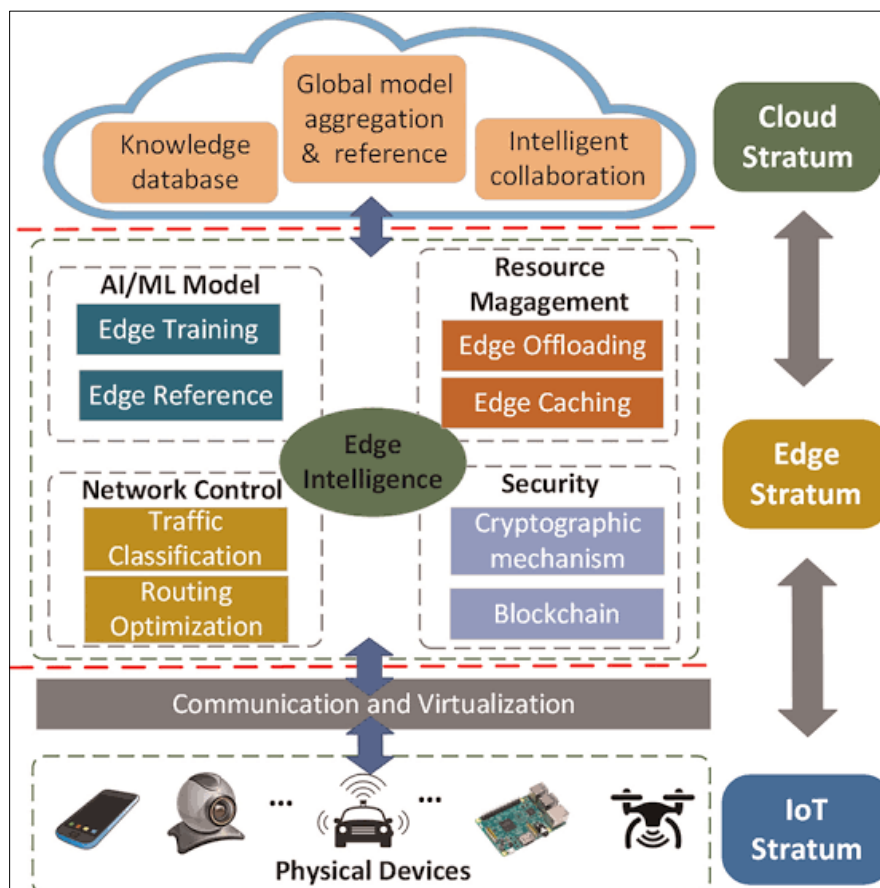 Global model
aggregation
& reference
Knowledge
database
Intelligent
collaboration
Cloud
Stratum
AI/ML Model
Edge Training
Edge Reference
Resource
Magagement
Edge Offloading
Edge Caching
Edge
Intelligence
Edge
Stratum
Network Control
Traffic
Classification
Routing
Optimization
Security
Cryptographic
mechanism
Blockchain
Communication and Virtualization
... ...
Physical Devices
IoT
Stratum